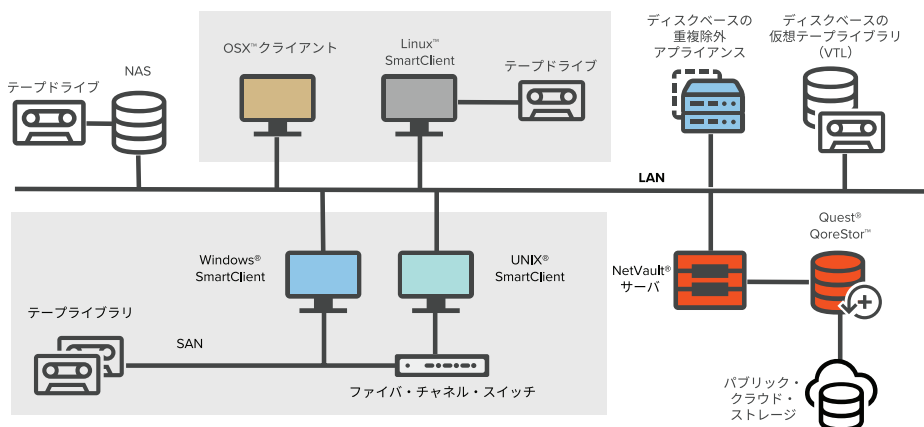 テープドライブ
NAS
OSX™クライアント
Linux™
SmartClient
テープドライブ
ディスクベースの
重複除外
アプライアンス
ディスクベースの
仮想テープライブラリ
（VTL）
LAN
Windows®
SmartClient
UNIX®
SmartClient
NetVault®
サーバ
Quest®
QoreStor™
テープライブラリ
SAN
ファイバ・チャネル・スイッチ
パブリック・
クラウド・
ストレージ